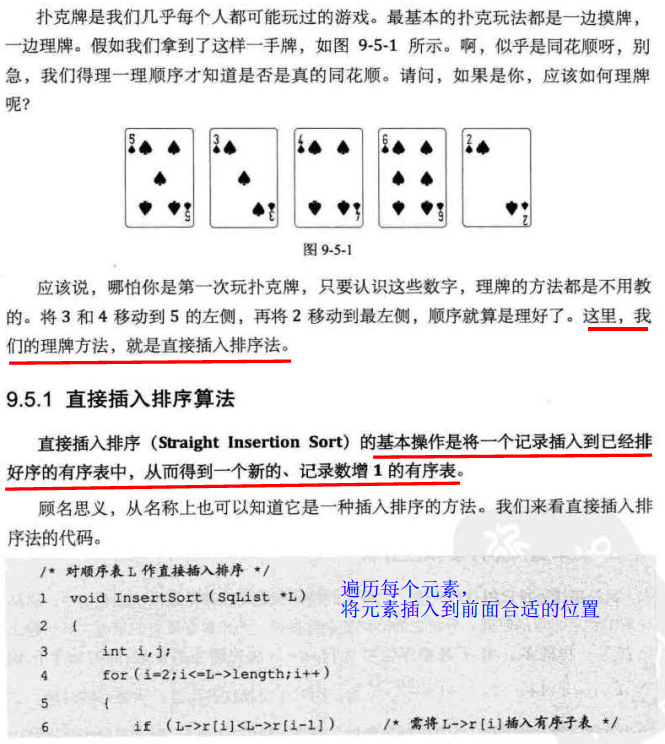 扑克牌是我们几乎每个人都可能玩过的游戏。最基本的扑克玩法都是一边摸牌，
一边理牌。假如我们拿到了这样一手牌，如图 9-5-1 所示。啊，似乎是同花顺呀，别
急，我们得理一理顺序才知道是否是真的同花顺。请问，如果是你，应该如何理牌
呢？
5 3 4 6 2
5 3 4 6 2
图 9-5-1
应该说，哪怕你是第一次玩扑克牌，只要认识这些数字，理牌的方法都是不用教
的。将 3 和 4 移动到 5 的左侧，再将 2 移动到最左侧，顺序就算是理好了。这里，我
们的理牌方法，就是直接插入排序法。
9.5.1 直接插入排序算法
直接插入排序（Straight Insertion Sort）的基本操作是将一个记录插入到已经排
好序的有序表中，从而得到一个新的、记录数增 1 的有序表。
顾名思义，从名称上也可以知道它是一种插入排序的方法。我们来看直接插入排
序法的代码。
/* 对顺序表 L 作直接插入排序 */
1 void InsertSort(SqList *L)
遍历每个元素，
将元素插入到前面合适的位置
2 {
3 int i,j;
4 for(i=2;i<=L->length;i++)
5 {
6 if (L->r[i]<L->r[i-1]) /* 需将 L->r[i]插入有序子表 */